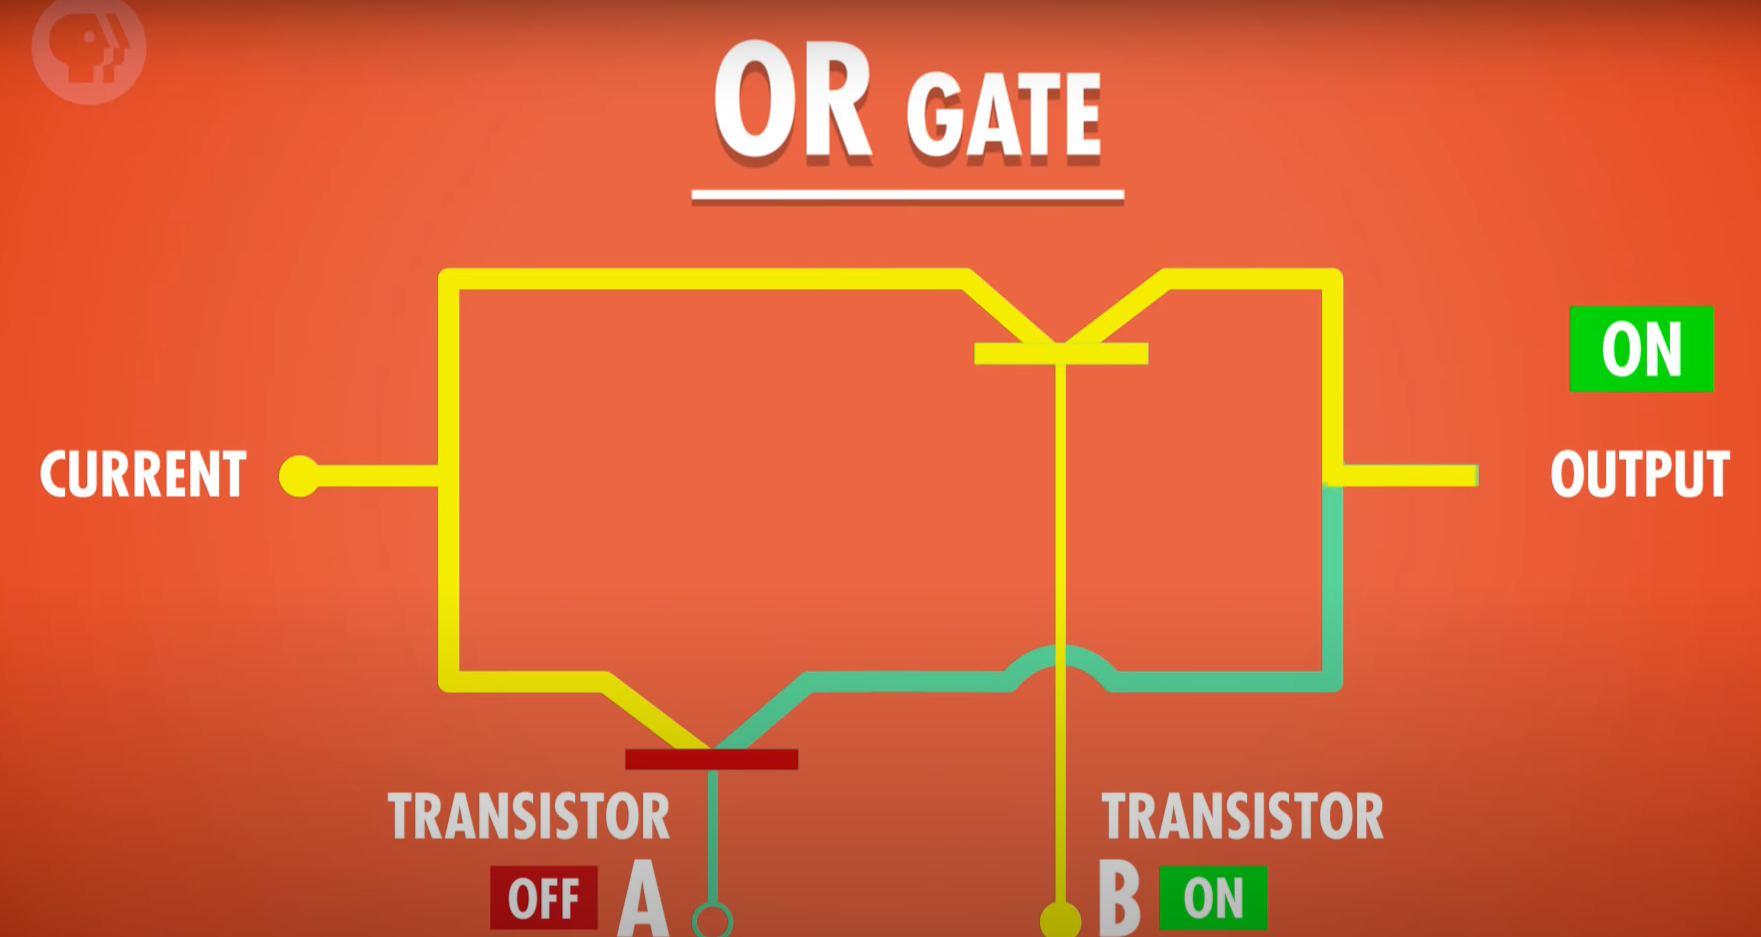 OR GATE
ON
CURRENT
OUTPUT
TRANSISTOR
OFF A
TRANSISTOR
B ON